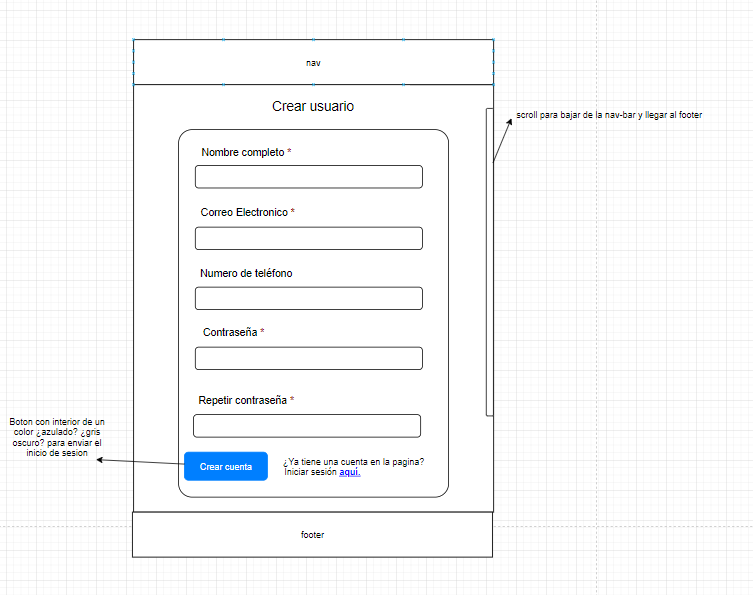 nav
Crear usuario
scroll para bajar de la nav-bar y llegar al footer
Nombre completo *
Correo Electronico *
Numero de teléfono
Contraseña *
Repetir contraseña *
Boton con interior de un
color ¿azulado? ¿gris
oscuro? para enviar el
inicio de sesion
Crear cuenta
¿Ya tiene una cuenta en la pagina?
Iniciar sesión aquí.
footer